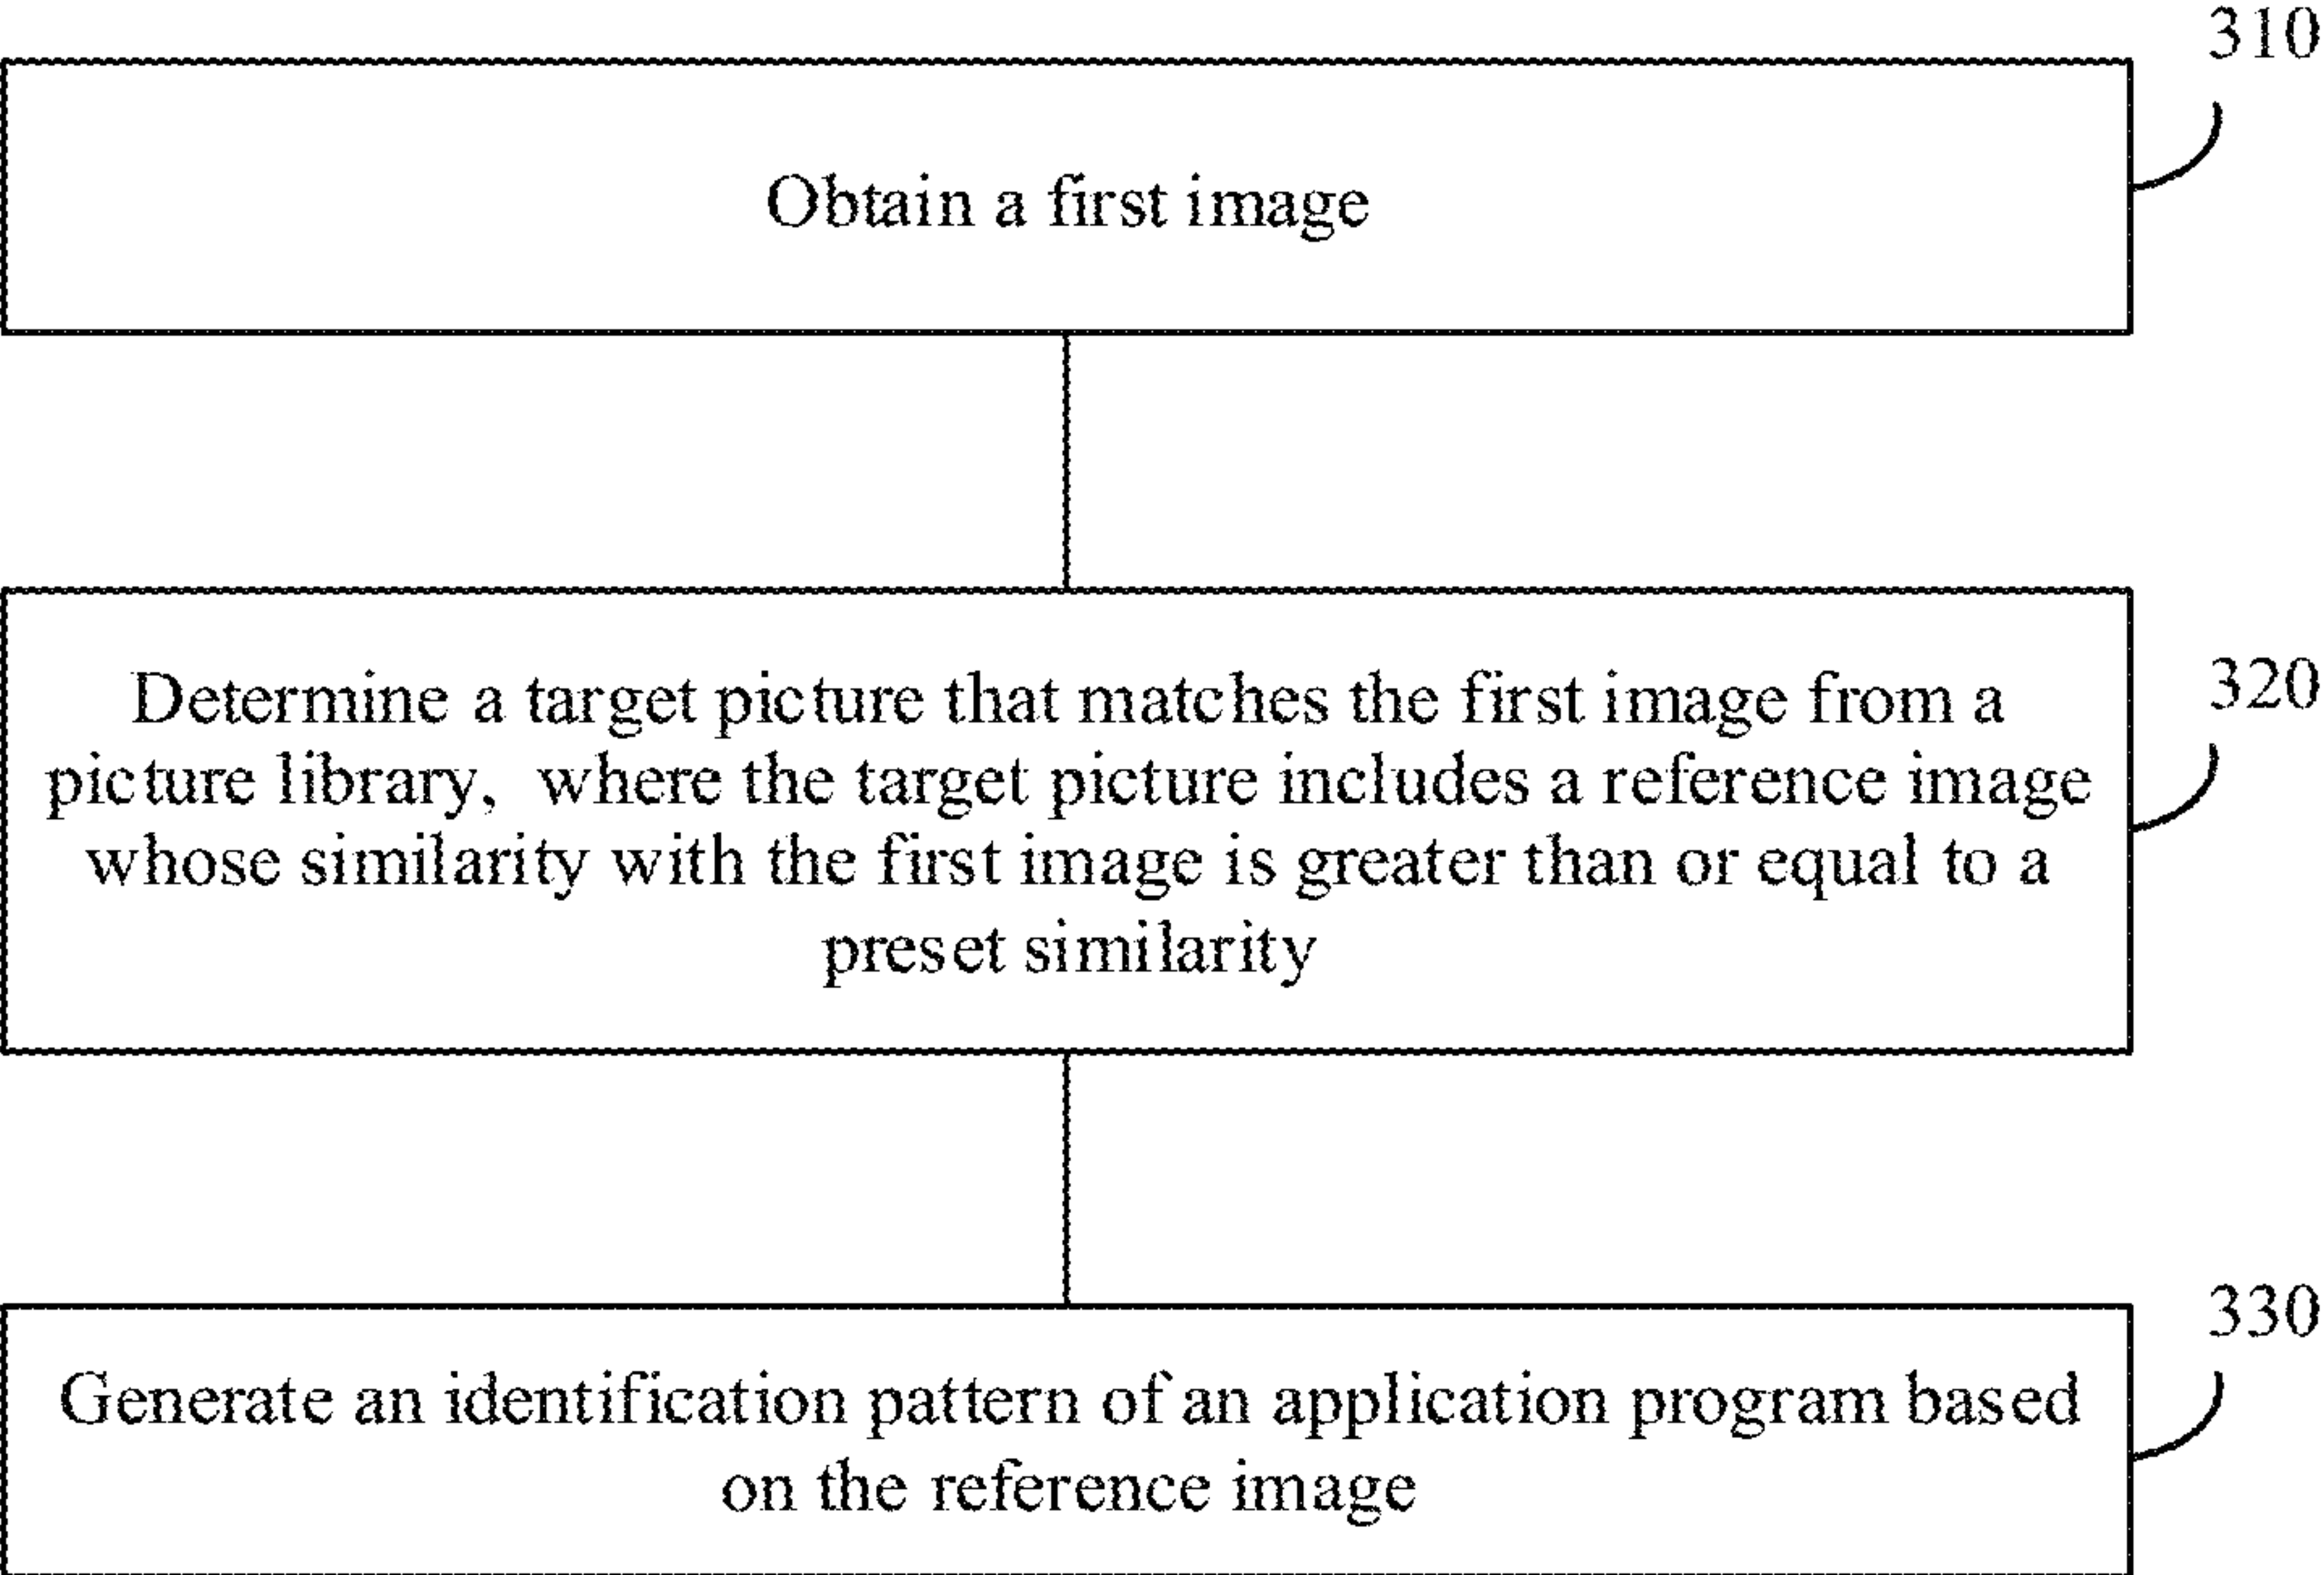 310
Obtain a first image
320
Determine a target picture that matches the first image from a
picture library, where the target picture includes a reference image
whose similarity with the first image is greater than or equal to a
preset similarity
330
Generate an identification pattern of an application program based
on the reference image